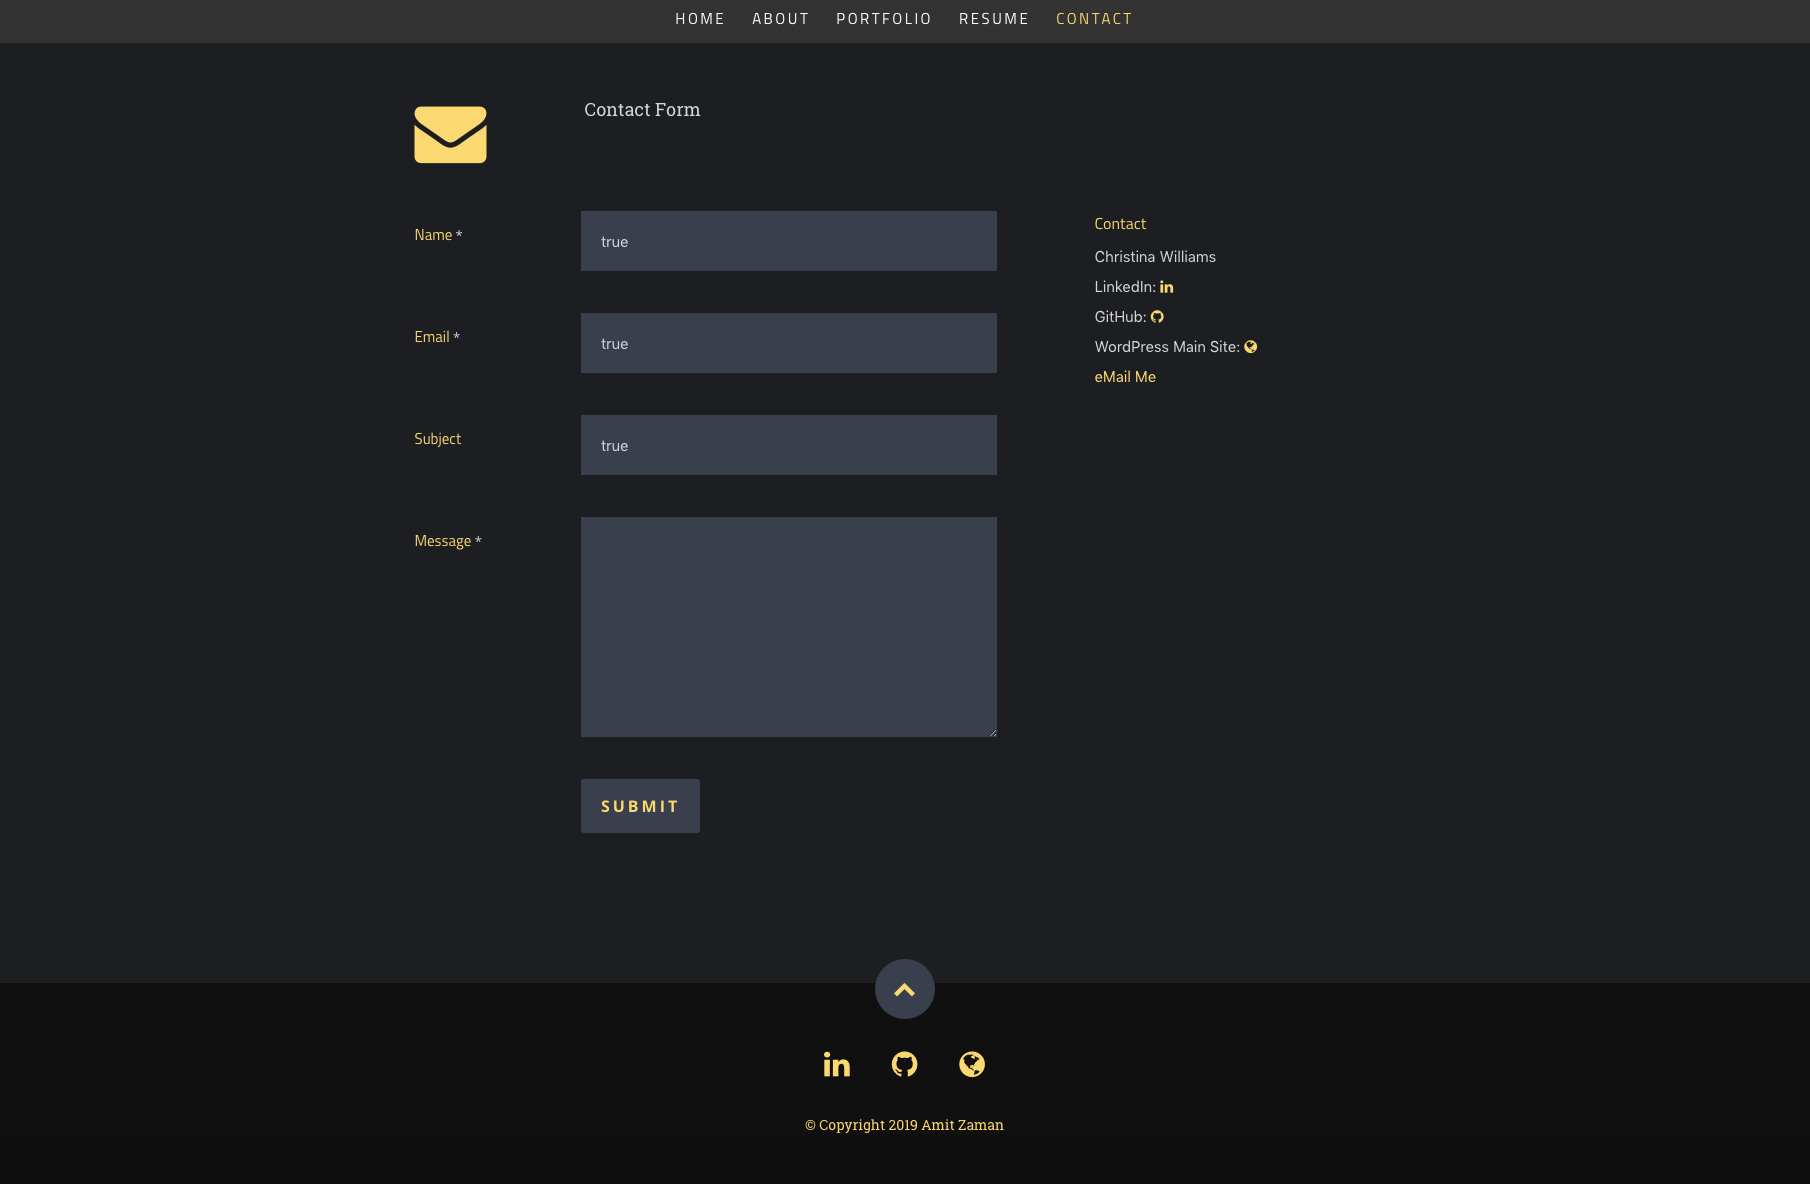 HOME ABOUT PORTFOLIO RESUME CONTACT
Contact Form
Name *
true
Email *
true
Subject
true
Message *
SUBMIT
Contact
Christina Williams
LinkedIn:
GitHub:
WordPress Main Site:
eMail Me
© Copyright 2019 Amit Zaman